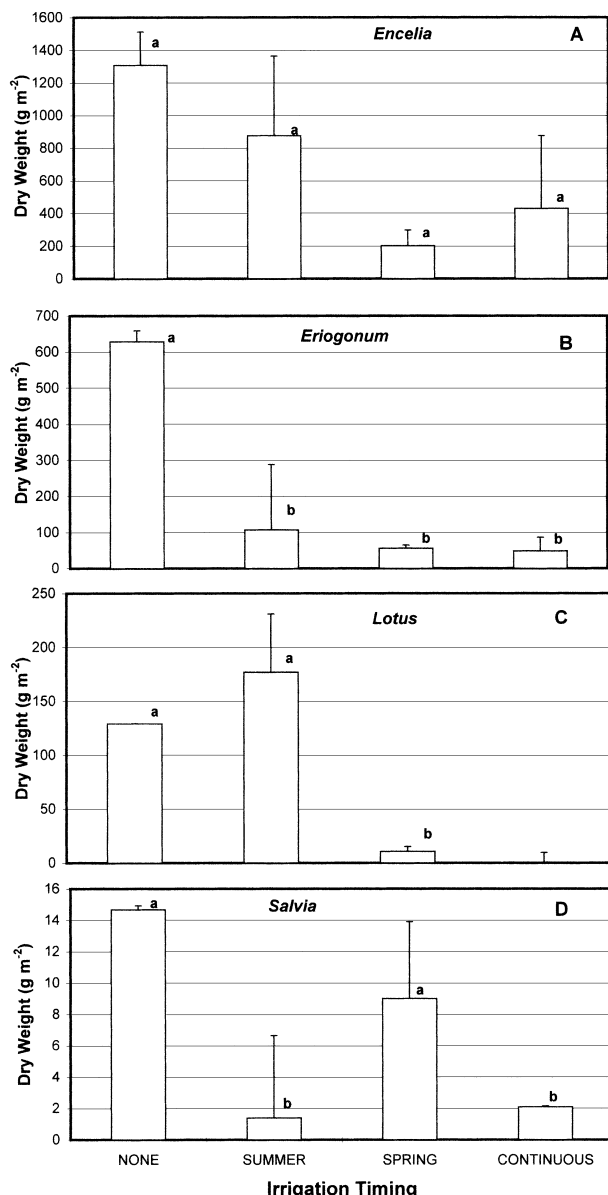 Encelia
A
Dry Weight (g m-2)
1600
1400
1200
1000
800
600
400
200
0
a
a
a
a
Eriogonum
B
Dry Weight (g m-2)
700
600
500
400
300
200
100
0
a
b
b
b
Lotus
C
Dry Weight (g m-2)
250
200
150
100
50
0
a
a
b
Salvia
D
Dry Weight (g m-2)
16
14
12
10
8
6
4
2
0
a
b
a
b
NONE SUMMER SPRING CONTINUOUS
Irrigation Timing